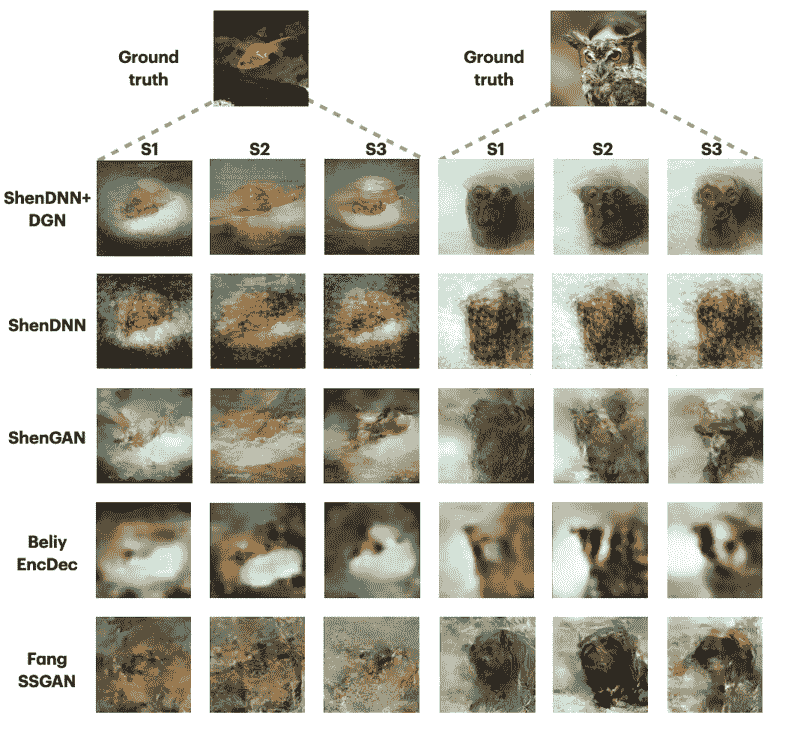 Ground
truth
Ground
truth
S1
S2
S3
S1
S2
S3
ShenDNN+
DGN
ShenDNN
ShenGAN
Beliy
EncDec
Fang
SSGAN